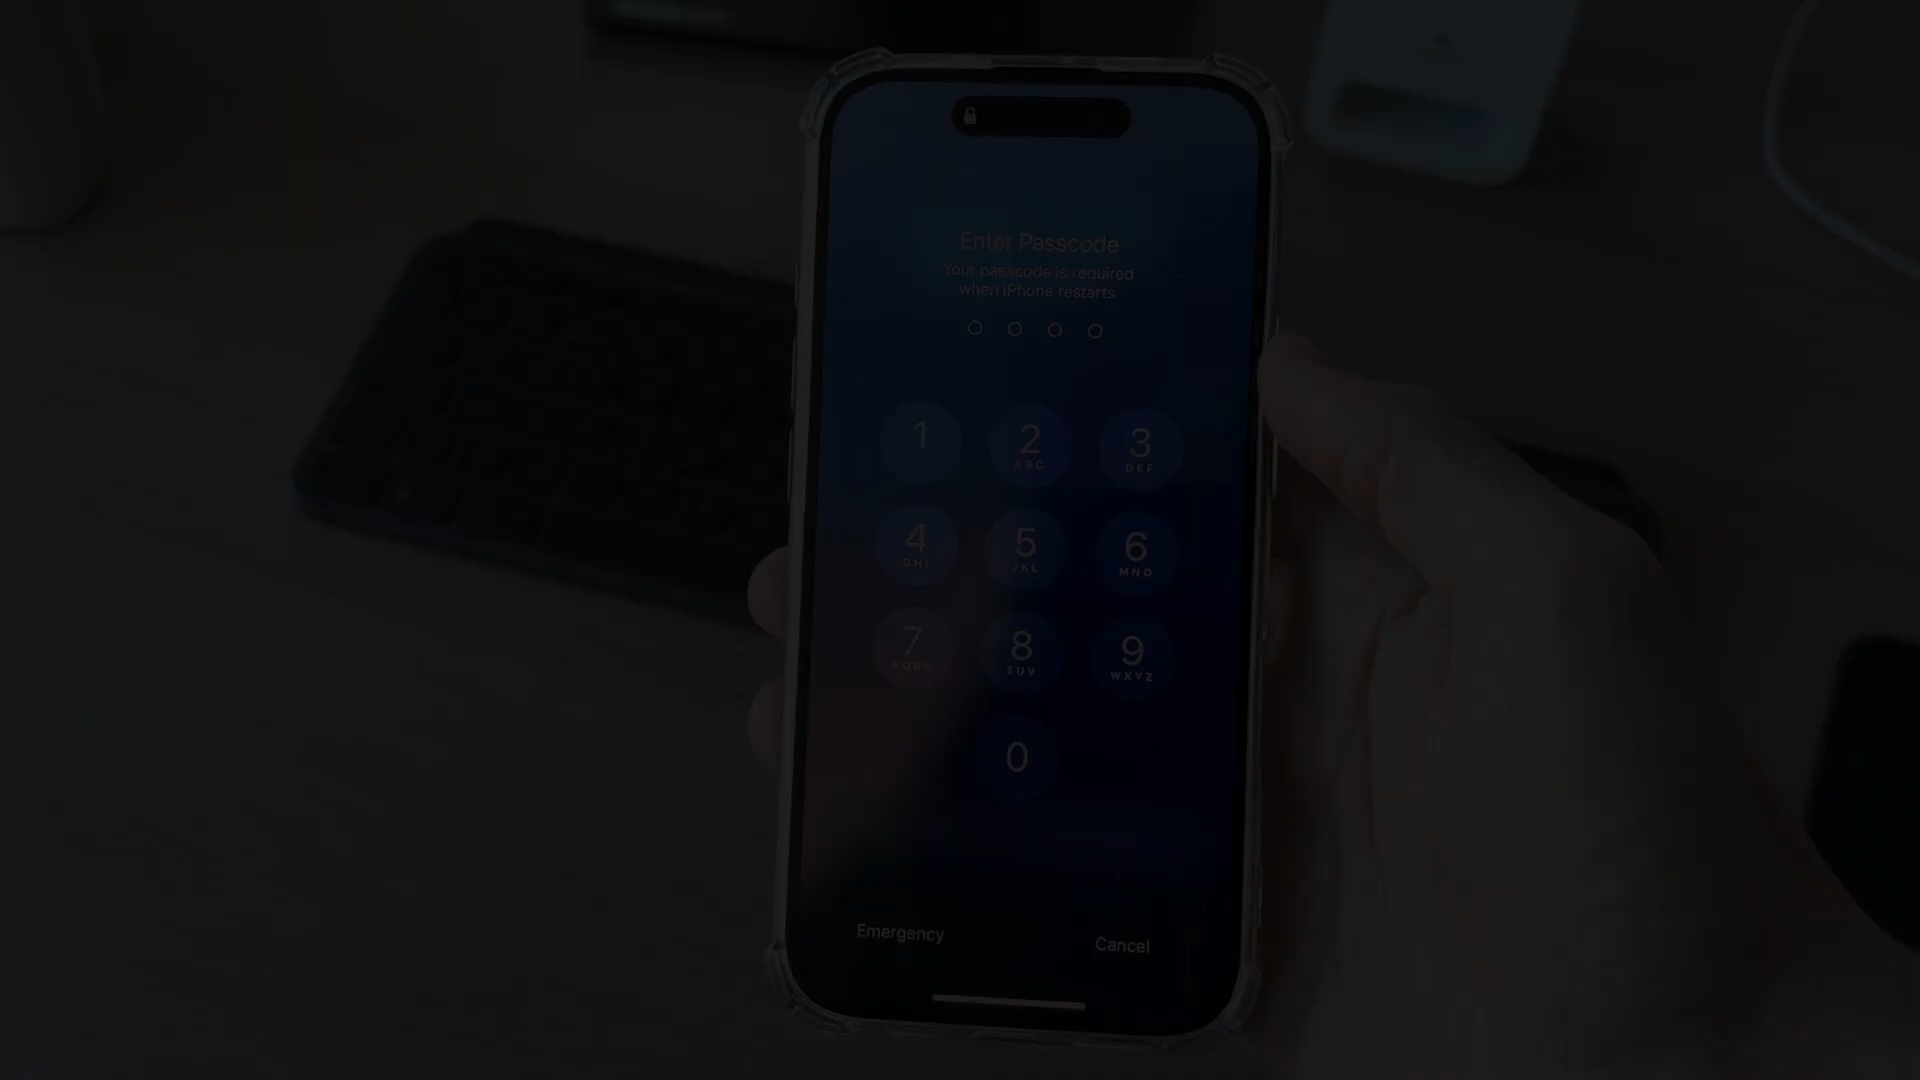 Enter Passcode
Your passcode is required
when iPhone restarts
1
2
ABC
3
DEF
4
GHI
5
JKL
6
MNO
7
PQRS
8
TUV
9
WXYZ
0
Emergency
Cancel